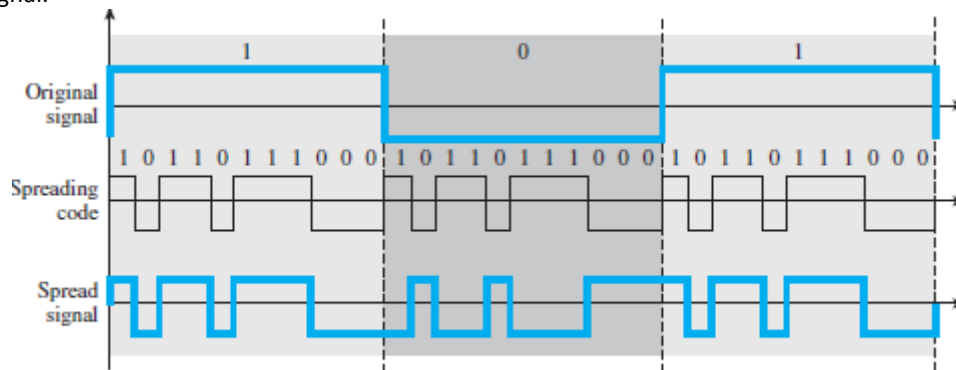 gnal.
1 0 1
Original
signal
1 0 1 1 0 1 1 1 0 0 0 1 0 1 1 0 1 1 1 0 0 0 1 0 1 1 0 1 1 1 0 0 0
Spreading
code
Spread
signal